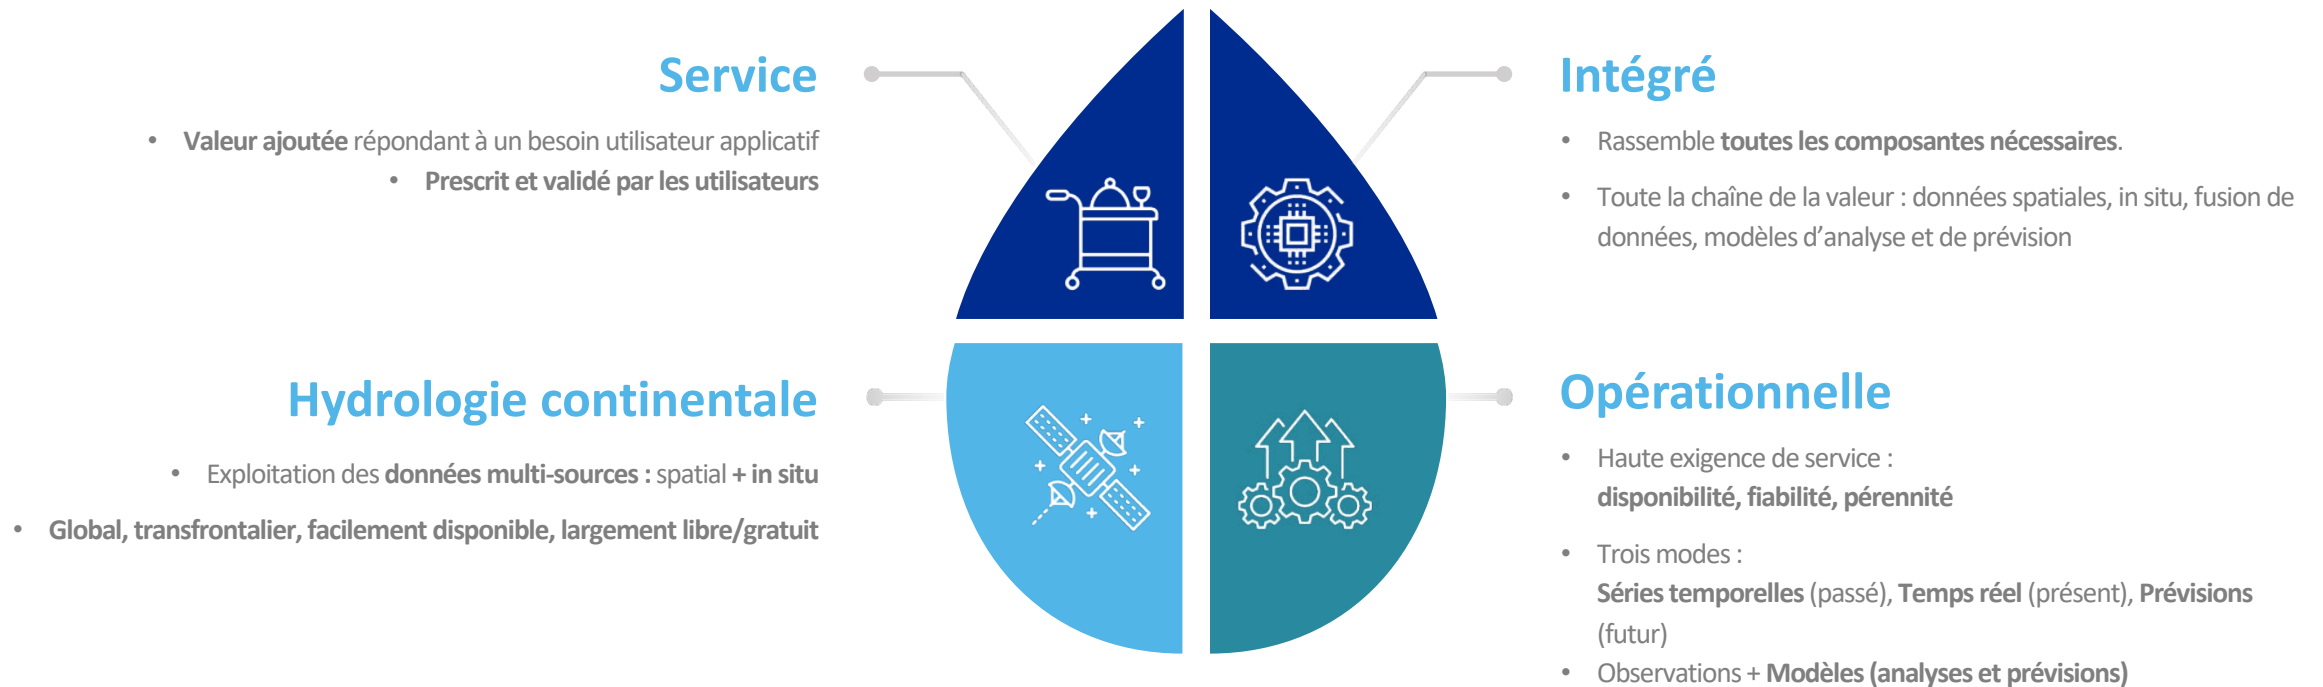 Service
• Valeur ajoutée répondant à un besoin utilisateur applicatif
• Prescrit et validé par les utilisateurs
Intégré
• Rassemble toutes les composantes nécessaires.
• Toute la chaîne de la valeur : données spatiales, in situ, fusion de
données, modèles d’analyse et de prévision
Hydrologie continentale
• Exploitation des données multi-sources : spatial + in situ
• Global, transfrontalier, facilement disponible, largement libre/gratuit
Opérationnelle
• Haute exigence de service :
disponibilité, fiabilité, pérennité
• Trois modes :
Séries temporelles (passé), Temps réel (présent), Prévisions
(futur)
• Observations + Modèles (analyses et prévisions)